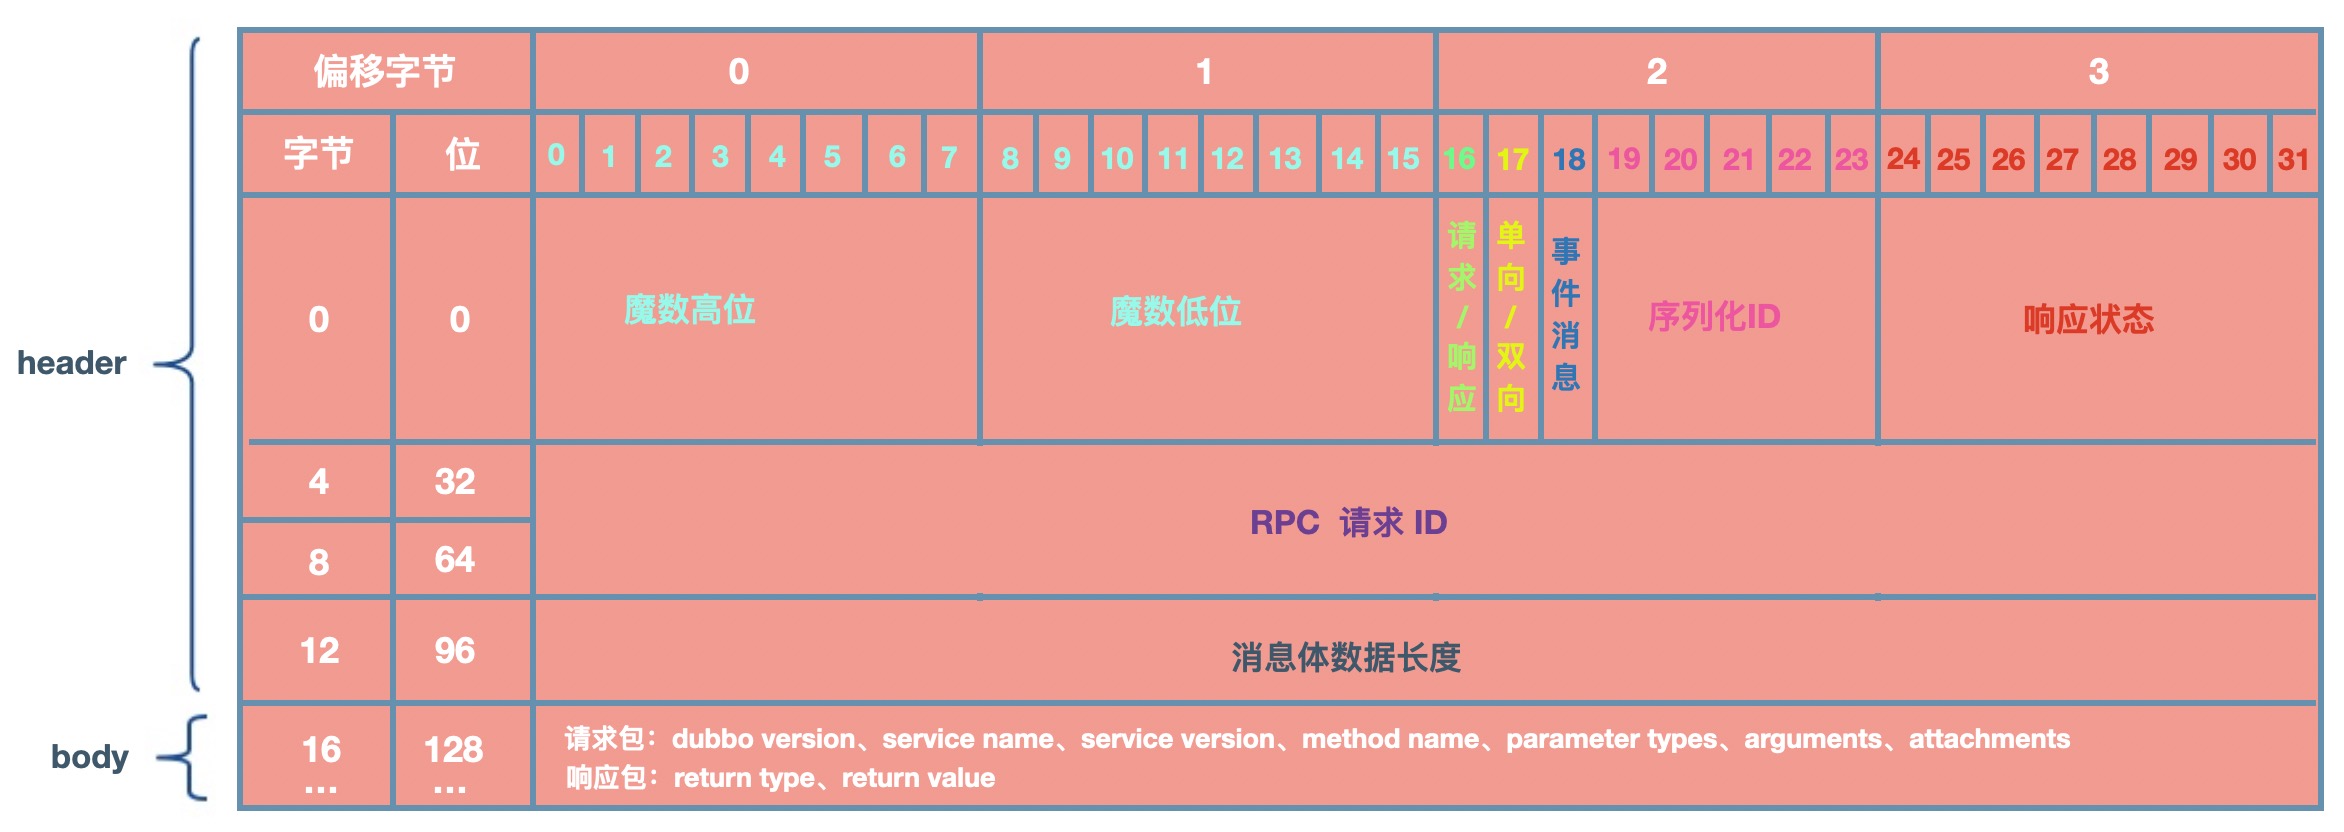 偏移字节 0 1 2 3
字节 位 0 1 2 3 4 5 6 7 8 9 10 11 12 13 14 15 16 17 18 19 20 21 22 23 24 25 26 27 28 29 30 31
header
0 0 魔数高位 魔数低位 请求/响应 单向/双向 事件消息 序列化ID 响应状态
4 32
RPC 请求 ID
8 64
12 96 消息体数据长度
body
16 128
... ...
请求包：dubbo version、service name、service version、method name、parameter types、arguments、attachments
响应包：return type、return value